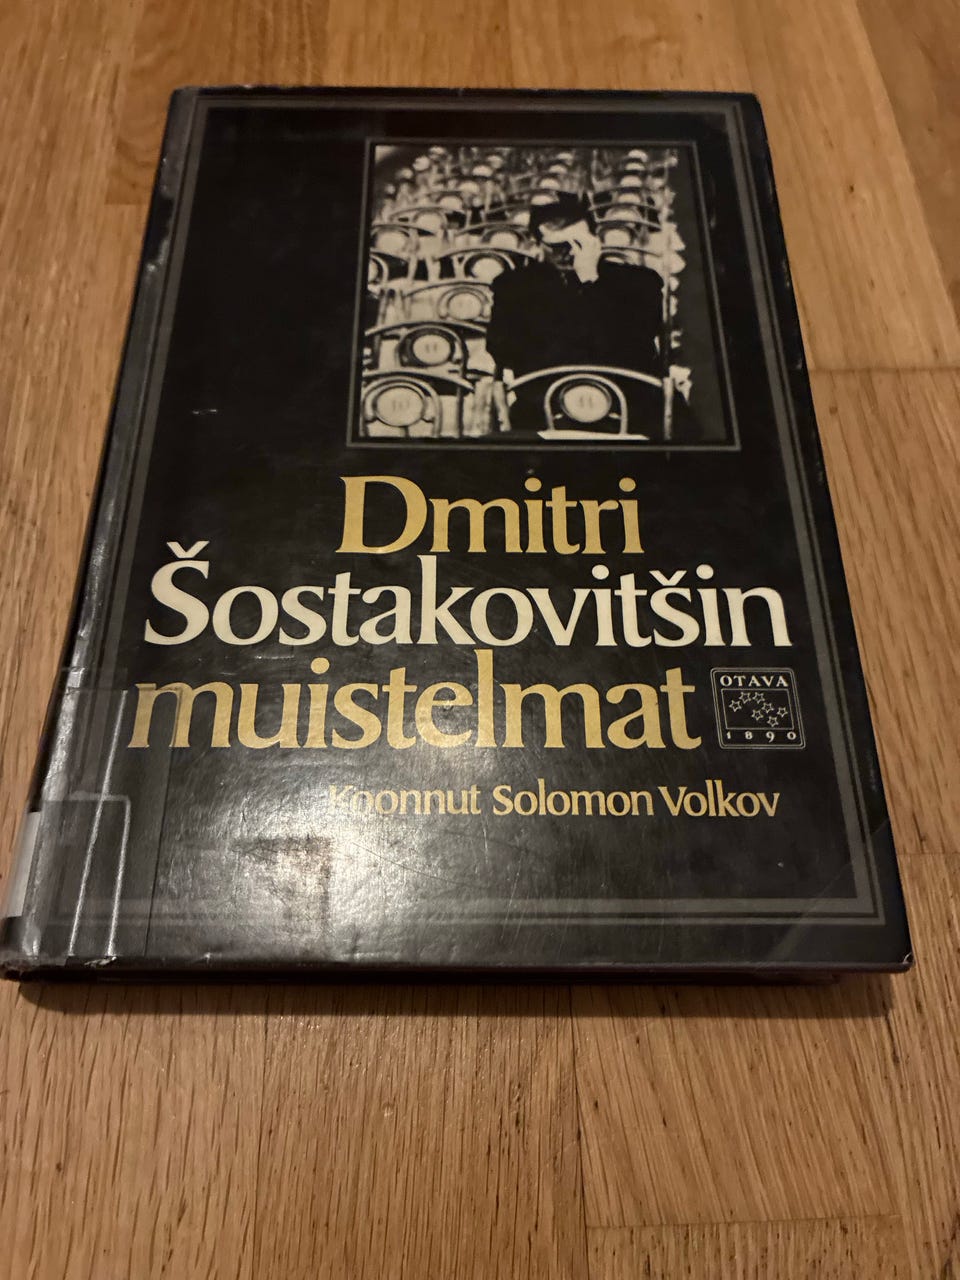 Dmitri
Šostakovitšin
muistelmat
OTAVA
1890
Koonnut Solomon Volkov